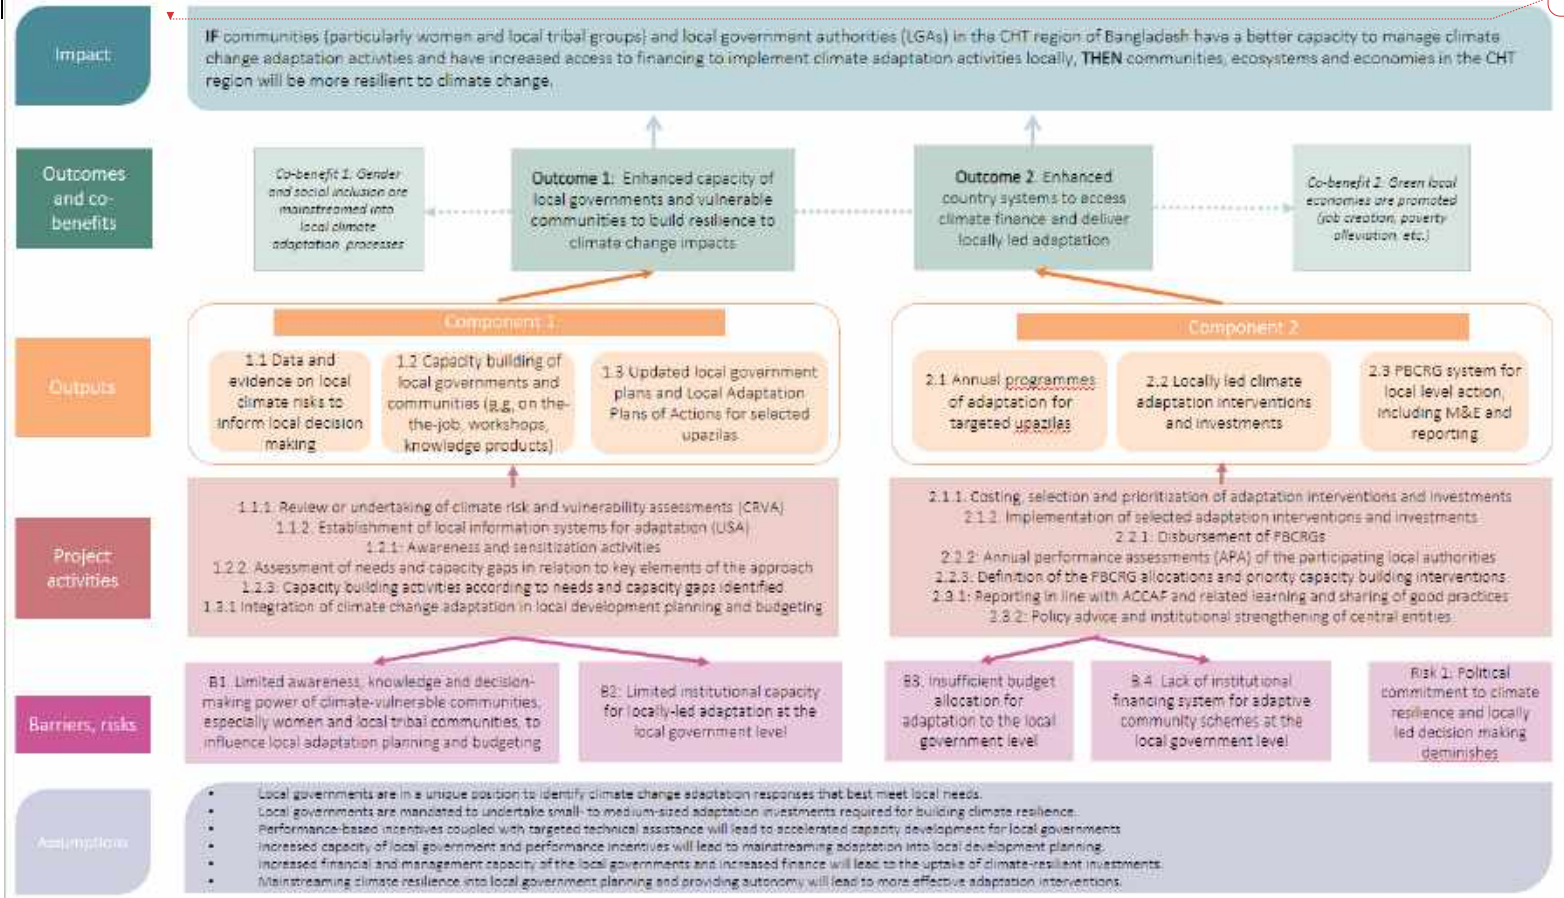 Impact
IF communities (particularly women and local tribal groups) and local government authorities (LGAs) in the CHT region of Bangladesh have a better capacity to manage climate
change adaptation activities and have increased access to financing to implement climate adaptation activities locally, THEN communities, ecosystems and economies in the CHT
region will be more resilient to climate change.
Outcomes
and co-
benefits
Co-benefit 1: Gender
and social inclusion are
mainstreamed into
local climate
adaptation processes
Outcome 1: Enhanced capacity of
local governments and vulnerable
communities to build resilience to
climate change impacts
Outcome 2. Enhanced
country systems to access
climate finance and deliver
locally led adaptation
Co-benefit 2: Green local
economies are promoted
(job creation, poverty
alleviation, etc.)
Outputs
Component 1
1.1 Data and
evidence on local
climate risks to
inform local decision
making
1.2 Capacity building of
local governments and
communities (e.g. on the-
the-job, workshops,
knowledge products)
1.3 Updated local government
plans and Local Adaptation
Plans of Actions for selected
upazilas
Component 2
2.1 Annual programmes
of adaptation for
targeted upazilas
2.2 Locally led climate
adaptation interventions
and investments
2.3 PBCRG system for
local level action,
including M&E and
reporting
Project
activities
1.1.1: Review or undertaking of climate risk and vulnerability assessments (CRVA)
1.1.2: Establishment of local information systems for adaptation (LISA)
1.2.1: Awareness and sensitization activities
1.2.2: Assessment of needs and capacity gaps in relation to key elements of the approach
1.2.3: Capacity building activities according to needs and capacity gaps identified
1.3.1 Integration of climate change adaptation in local development planning and budgeting
2.1.1: Costing, selection and prioritization of adaptation interventions and investments
2.1.2: Implementation of selected adaptation interventions and investments
2.2.1: Disbursement of PBCRGs
2.2.2: Annual performance assessments (APA) of the participating local authorities
2.2.3: Definition of the PBCRG allocations and priority capacity building interventions
2.3.1: Reporting in line with ACCAF and related learning and sharing of good practices
2.3.2: Policy advice and institutional strengthening of central entities
Barriers, risks
B1. Limited awareness, knowledge and decision-
making power of climate-vulnerable communities,
especially women and local tribal communities, to
influence local adaptation planning and budgeting
B2: Limited institutional capacity
for locally-led adaptation at the
local government level
B3. Insufficient budget
allocation for
adaptation to the local
government level
B.4. Lack of institutional
financing system for adaptive
community schemes at the
local government level
Risk 1: Political
commitment to climate
resilience and locally
led decision making
deminishes
Assumptions
• Local governments are in a unique position to identify climate change adaptation responses that best meet local needs.
• Local governments are mandated to undertake small- to medium-sized adaptation investments required for building climate resilience.
• Performance-based incentives coupled with targeted technical assistance will lead to accelerated capacity development for local governments
• Increased capacity of local government and performance incentives will lead to mainstreaming adaptation into local development planning.
• Increased financial and management capacity of the local governments and increased finance will lead to the uptake of climate-resilient investments.
• Mainstreaming climate resilience into local government planning and providing autonomy will lead to more effective adaptation interventions.